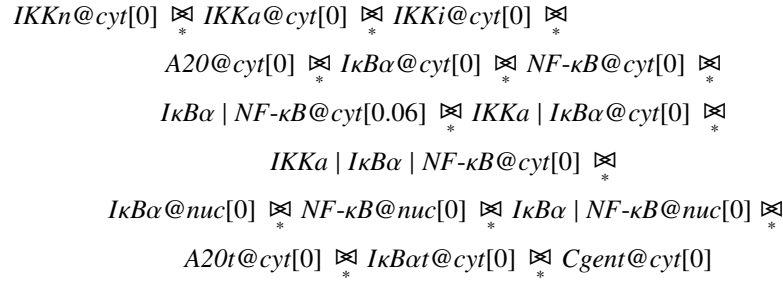 IKKn@cyt[0] ⋈* IKKa@cyt[0] ⋈* IKKi@cyt[0] ⋈*
A20@cyt[0] ⋈* IκBα@cyt[0] ⋈* NF-κB@cyt[0] ⋈*
IκBα | NF-κB@cyt[0.06] ⋈* IKKa | IκBα@cyt[0] ⋈*
IKKa | IκBα | NF-κB@cyt[0] ⋈*
IκBα@nuc[0] ⋈* NF-κB@nuc[0] ⋈* IκBα | NF-κB@nuc[0] ⋈*
A20t@cyt[0] ⋈* IκBαt@cyt[0] ⋈* Cgent@cyt[0]